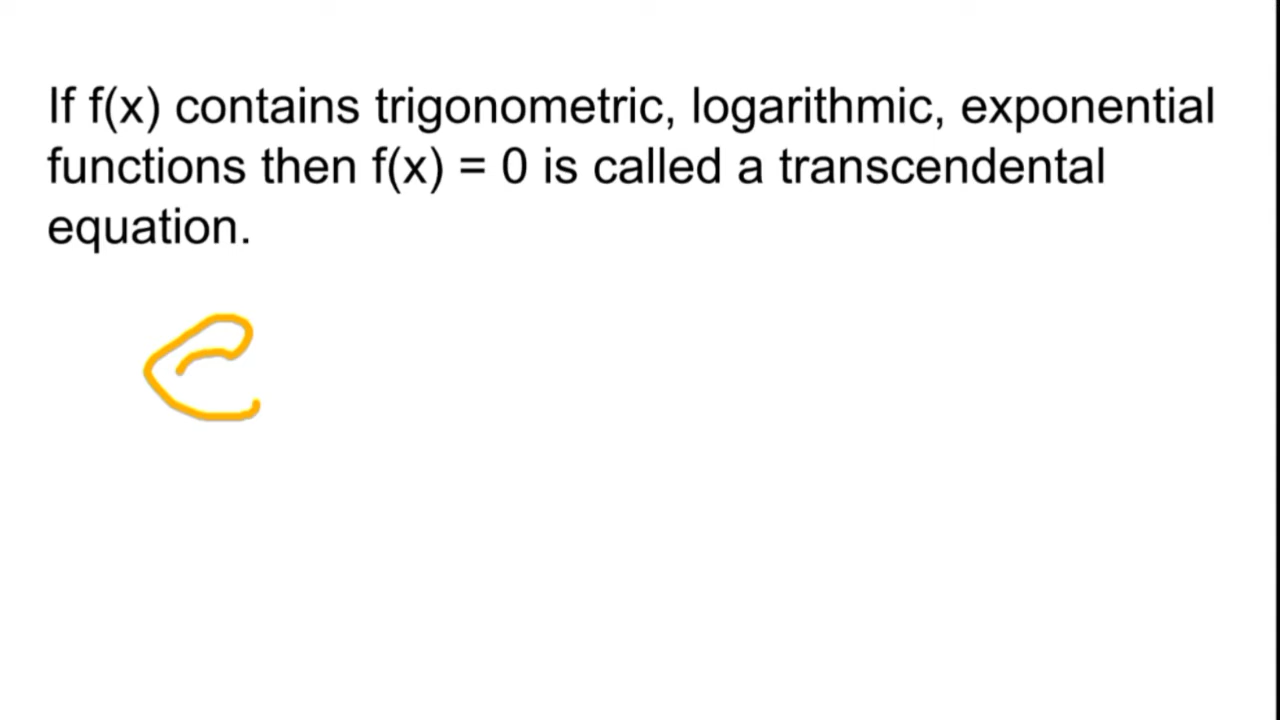 If f(x) contains trigonometric, logarithmic, exponential
functions then f(x) = 0 is called a transcendental
equation.
e